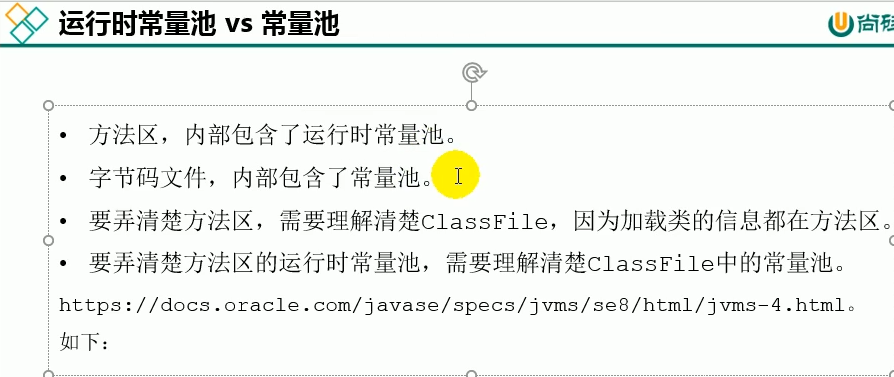 运行时常量池 vs 常量池
尚硅
• 方法区，内部包含了运行时常量池。
• 字节码文件，内部包含了常量池。
• 要弄清楚方法区，需要理解清楚ClassFile，因为加载类的信息都在方法区。
• 要弄清楚方法区的运行时常量池，需要理解清楚ClassFile中的常量池。
https://docs.oracle.com/javase/specs/jvms/se8/html/jvms-4.html。
如下：